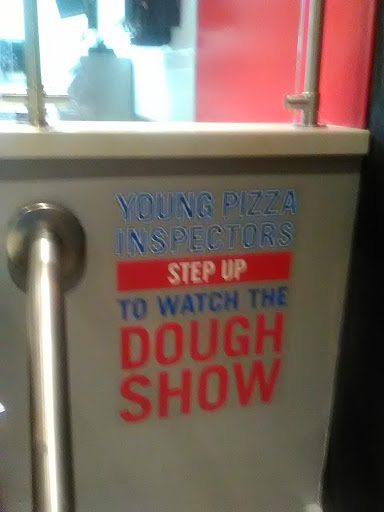 YOUNG PIZZA
INSPECTORS
STEP UP
TO WATCH THE
DOUGH
SHOW